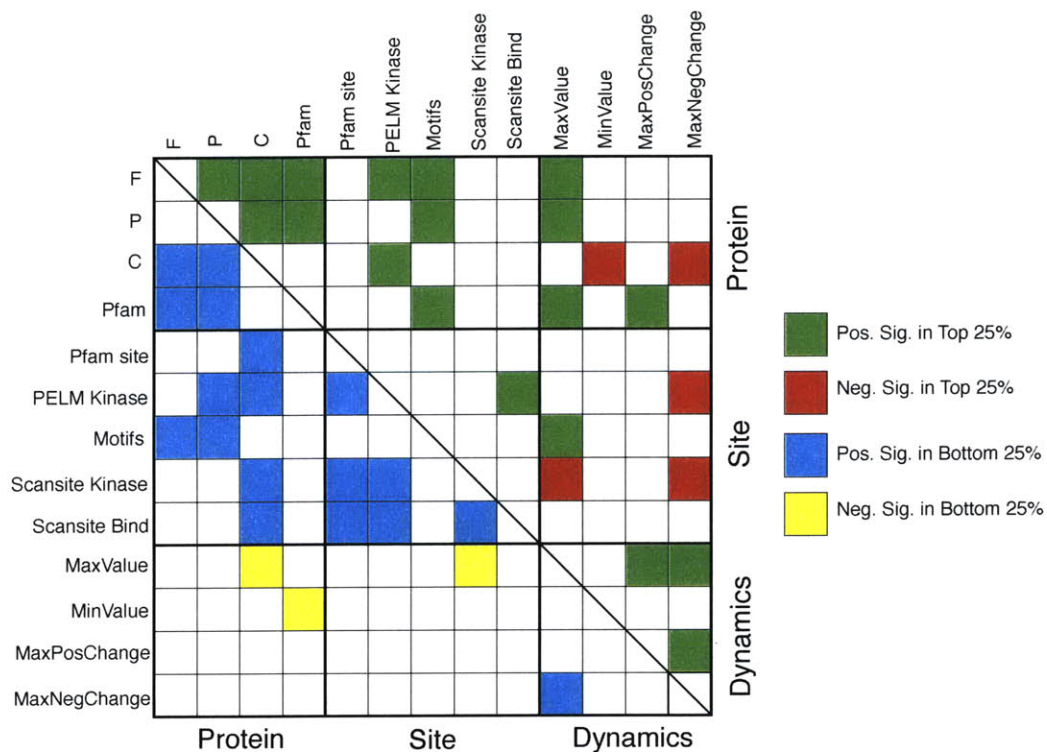 F
P
C
Pfam
Pfam site
PELM Kinase
Motifs
Scansite Kinase
Scansite Bind
MaxValue
MinValue
MaxPosChange
MaxNegChange
F
P
C
Pfam
Pfam site
PELM Kinase
Motifs
Scansite Kinase
Scansite Bind
MaxValue
MinValue
MaxPosChange
MaxNegChange
Protein
Site
Dynamics
Pos. Sig. in Top 25%
Neg. Sig. in Top 25%
Pos. Sig. in Bottom 25%
Neg. Sig. in Bottom 25%
Protein
Site
Dynamics